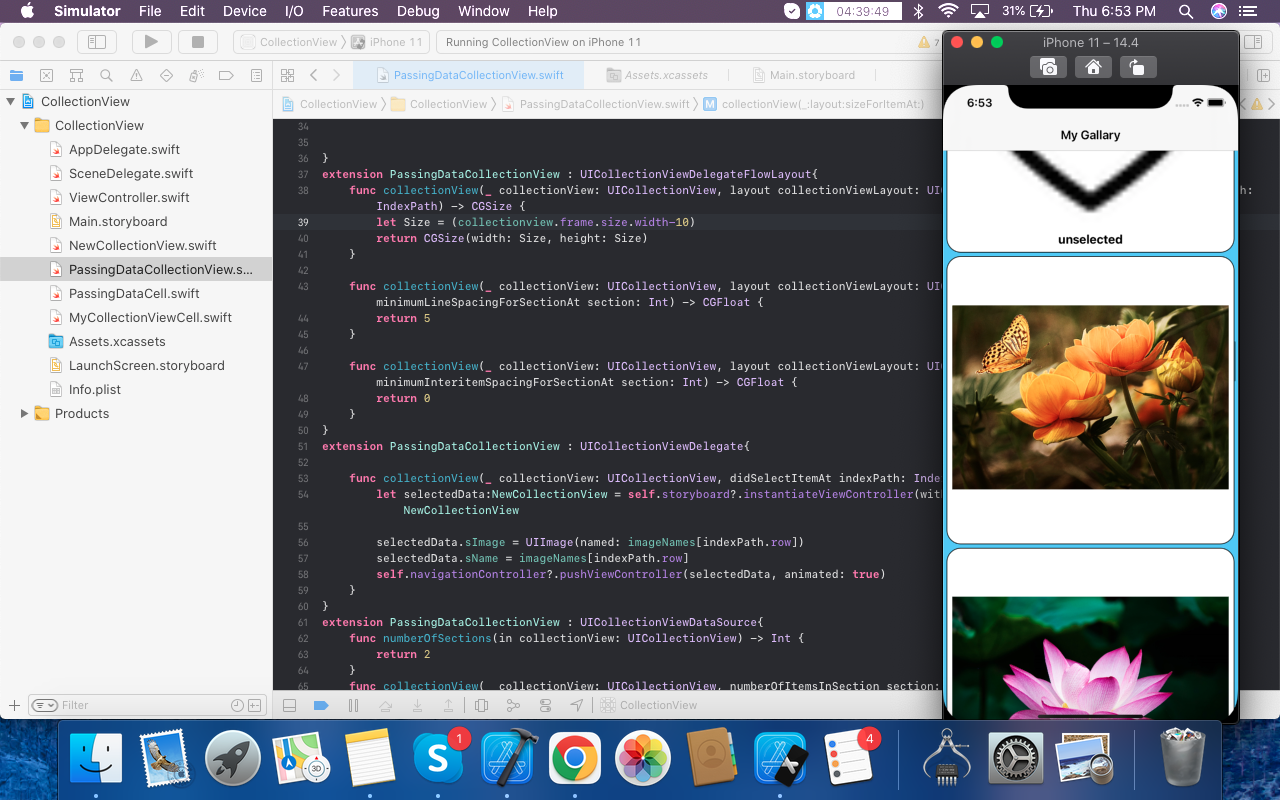 Simulator File Edit Device I/O Features Debug Window Help 04:39:49 31% Thu 6:53 PM
CollectionView iPhone 11 Running CollectionView on iPhone 11 7
iPhone 11 – 14.4
PassingDataCollectionView.swift Assets.xcassets Main.storyboard
CollectionView CollectionView PassingDataCollectionView.swift M collectionView(_:layout:sizeForItemAt:)
CollectionView
CollectionView
AppDelegate.swift
SceneDelegate.swift
ViewController.swift
Main.storyboard
NewCollectionView.swift
PassingDataCollectionView.s...
PassingDataCell.swift
MyCollectionViewCell.swift
Assets.xcassets
LaunchScreen.storyboard
Info.plist
Products
Filter
34
35
36 }
37 extension PassingDataCollectionView : UICollectionViewDelegateFlowLayout{
38 func collectionView(_ collectionView: UICollectionView, layout collectionViewLayout: UI
IndexPath) -> CGSize {
39 let Size = (collectionview.frame.size.width-10)
40 return CGSize(width: Size, height: Size)
41 }
42
43 func collectionView(_ collectionView: UICollectionView, layout collectionViewLayout: UI
minimumLineSpacingForSectionAt section: Int) -> CGFloat {
44 return 5
45 }
46
47 func collectionView(_ collectionView: UICollectionView, layout collectionViewLayout: UI
minimumInteritemSpacingForSectionAt section: Int) -> CGFloat {
48 return 0
49 }
50 }
51 extension PassingDataCollectionView : UICollectionViewDelegate{
52
53 func collectionView(_ collectionView: UICollectionView, didSelectItemAt indexPath: Inde
54 let selectedData:NewCollectionView = self.storyboard?.instantiateViewController(wit
NewCollectionView
55
56 selectedData.sImage = UIImage(named: imageNames[indexPath.row])
57 selectedData.sName = imageNames[indexPath.row]
58 self.navigationController?.pushViewController(selectedData, animated: true)
59 }
60 }
61 extension PassingDataCollectionView : UICollectionViewDataSource{
62 func numberOfSections(in collectionView: UICollectionView) -> Int {
63 return 2
64 }
65 func collectionView(_ collectionView: UICollectionView, numberOfItemsInSection section:
CollectionView
6:53
My Gallary
unselected
1
3D
4